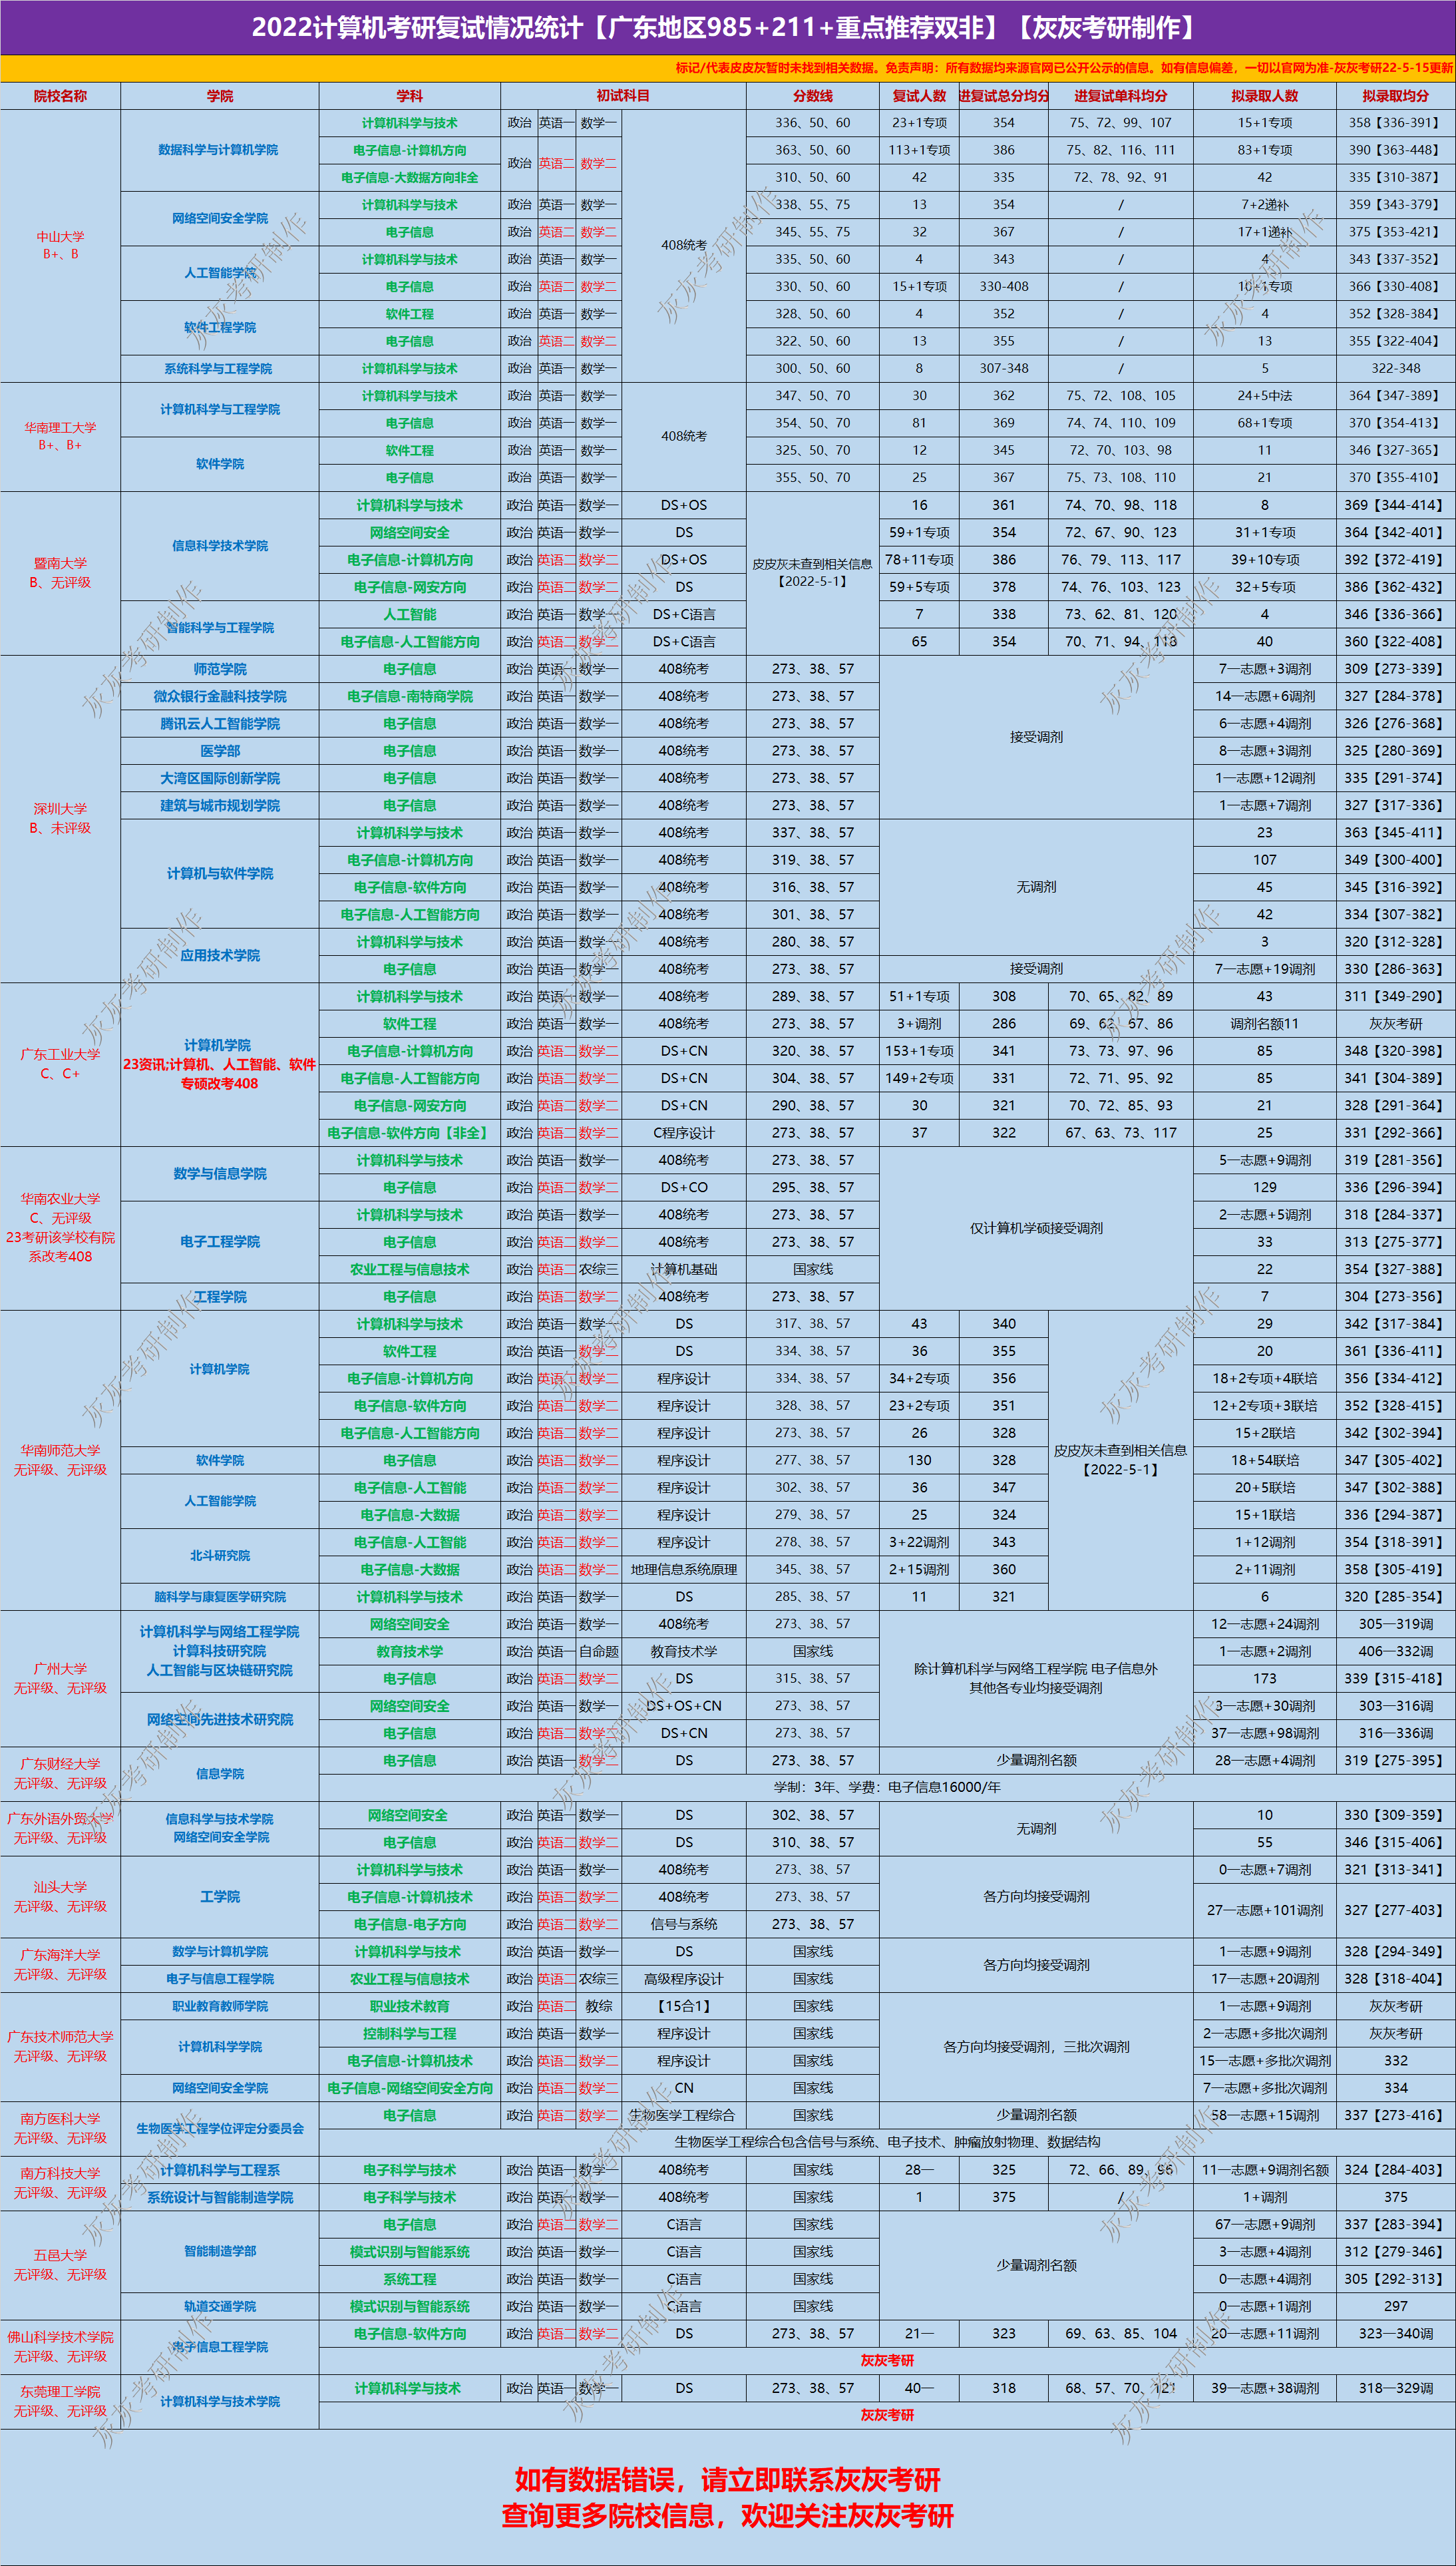 2022计算机考研复试情况统计【广东地区985+211+重点推荐双非】【灰灰考研制作】
标记/代表皮皮灰暂时未找到相关数据。免责声明：所有数据均来源官网已公开公示的信息。如有信息偏差，一切以官网为准-灰灰考研22-5-15更新
院校名称 学院 学科 初试科目 分数线 复试人数 进复试总分均分 进复试单科均分 拟录取人数 拟录取均分
中山大学
B+、B
数据科学与计算机学院
计算机科学与技术 政治 英语一 数学一 408统考 336、50、60 23+1专项 354 75、72、99、107 15+1专项 358【336-391】
电子信息-计算机方向 政治 英语二 数学二 363、50、60 113+1专项 386 75、82、116、111 83+1专项 390【363-448】
电子信息-大数据方向非全 310、50、60 42 335 72、78、92、91 42 335【310-387】
网络空间安全学院
计算机科学与技术 政治 英语一 数学一 338、55、75 13 354 / 7+2递补 359【343-379】
电子信息 政治 英语二 数学二 345、55、75 32 367 / 17+1递补 375【353-421】
人工智能学院
计算机科学与技术 政治 英语一 数学一 335、50、60 4 343 / 4 343【337-352】
电子信息 政治 英语二 数学二 330、50、60 15+1专项 330-408 / 10+1专项 366【330-408】
软件工程学院
软件工程 政治 英语一 数学一 328、50、60 4 352 / 4 352【328-384】
电子信息 政治 英语二 数学二 322、50、60 13 355 / 13 355【322-404】
系统科学与工程学院
计算机科学与技术 政治 英语一 数学一 300、50、60 8 307-348 / 5 322-348
华南理工大学
B+、B+
计算机科学与工程学院
计算机科学与技术 政治 英语一 数学一 408统考 347、50、70 30 362 75、72、108、105 24+5中法 364【347-389】
电子信息 政治 英语一 数学一 354、50、70 81 369 74、74、110、109 68+1专项 370【354-413】
软件学院
软件工程 政治 英语一 数学一 325、50、70 12 345 72、70、103、98 11 346【327-365】
电子信息 政治 英语一 数学一 355、50、70 25 367 75、73、108、110 21 370【355-410】
暨南大学
B、无评级
信息科学技术学院
皮皮灰未查到相关信息
【2022-5-1】
计算机科学与技术 政治 英语一 数学一 DS+OS 16 361 74、70、98、118 8 369【344-414】
网络空间安全 政治 英语一 数学一 DS 59+1专项 354 72、67、90、123 31+1专项 364【342-401】
电子信息-计算机方向 政治 英语二 数学二 DS+OS 78+11专项 386 76、79、113、117 39+10专项 392【372-419】
电子信息-网安方向 政治 英语二 数学二 DS 59+5专项 378 74、76、103、123 32+5专项 386【362-432】
智能科学与工程学院
人工智能 政治 英语一 数学一 DS+C语言 7 338 73、62、81、120 4 346【336-366】
电子信息-人工智能方向 政治 英语二 数学二 DS+C语言 65 354 70、71、94、118 40 360【322-408】
深圳大学
B、未评级
师范学院 电子信息 政治 英语一 数学一 408统考 273、38、57 接受调剂 7一志愿+3调剂 309【273-339】
微众银行金融科技学院 电子信息-南特商学院 政治 英语一 数学一 408统考 273、38、57 14一志愿+6调剂 327【284-378】
腾讯云人工智能学院 电子信息 政治 英语一 数学一 408统考 273、38、57 6一志愿+4调剂 326【276-368】
医学部 电子信息 政治 英语一 数学一 408统考 273、38、57 8一志愿+3调剂 325【280-369】
大湾区国际创新学院 电子信息 政治 英语一 数学一 408统考 273、38、57 1一志愿+12调剂 335【291-374】
建筑与城市规划学院 电子信息 政治 英语一 数学一 408统考 273、38、57 1一志愿+7调剂 327【317-336】
计算机与软件学院
计算机科学与技术 政治 英语一 数学一 408统考 337、38、57 无调剂 23 363【345-411】
电子信息-计算机方向 政治 英语一 数学一 408统考 319、38、57 107 349【300-400】
电子信息-软件方向 政治 英语一 数学一 408统考 316、38、57 45 345【316-392】
电子信息-人工智能方向 政治 英语一 数学一 408统考 301、38、57 42 334【307-382】
应用技术学院
计算机科学与技术 政治 英语一 数学一 408统考 280、38、57 3 320【312-328】
电子信息 政治 英语一 数学一 408统考 273、38、57 接受调剂 7一志愿+19调剂 330【286-363】
广东工业大学
C、C+
计算机学院
23资讯;计算机、人工智能、软件
专硕改考408
计算机科学与技术 政治 英语一 数学一 408统考 289、38、57 51+1专项 308 70、65、82、89 43 311【349-290】
软件工程 政治 英语一 数学一 408统考 273、38、57 3+调剂 286 69、63、67、86 调剂名额11 灰灰考研
电子信息-计算机方向 政治 英语二 数学二 DS+CN 320、38、57 153+1专项 341 73、73、97、96 85 348【320-398】
电子信息-人工智能方向 政治 英语二 数学二 DS+CN 304、38、57 149+2专项 331 72、71、95、92 85 341【304-389】
电子信息-网安方向 政治 英语二 数学二 DS+CN 290、38、57 30 321 70、72、85、93 21 328【291-364】
电子信息-软件方向【非全】 政治 英语二 数学二 C程序设计 273、38、57 37 322 67、63、73、117 25 331【292-366】
华南农业大学
C、无评级
23考研该学校有院
系改考408
数学与信息学院
计算机科学与技术 政治 英语一 数学一 408统考 273、38、57 仅计算机学硕接受调剂 5一志愿+9调剂 319【281-356】
电子信息 政治 英语二 数学二 DS+CO 295、38、57 129 336【296-394】
电子工程学院
计算机科学与技术 政治 英语一 数学一 408统考 273、38、57 2一志愿+5调剂 318【284-337】
电子信息 政治 英语二 数学二 408统考 273、38、57 33 313【275-377】
农业工程与信息技术 政治 英语二 农综三 计算机基础 国家线 22 354【327-388】
工程学院 电子信息 政治 英语二 数学二 408统考 273、38、57 7 304【273-356】
华南师范大学
无评级、无评级
皮皮灰未查到相关信息
【2022-5-1】
计算机学院
计算机科学与技术 政治 英语一 数学一 DS 317、38、57 43 340 29 342【317-384】
软件工程 政治 英语一 数学二 DS 334、38、57 36 355 20 361【336-411】
电子信息-计算机方向 政治 英语二 数学二 程序设计 334、38、57 34+2专项 356 18+2专项+4联培 356【334-412】
电子信息-软件方向 政治 英语二 数学二 程序设计 328、38、57 23+2专项 351 12+2专项+3联培 352【328-415】
电子信息-人工智能方向 政治 英语二 数学二 程序设计 273、38、57 26 328 15+2联培 342【302-394】
软件学院 电子信息 政治 英语二 数学二 程序设计 277、38、57 130 328 18+54联培 347【305-402】
人工智能学院
电子信息-人工智能 政治 英语二 数学二 程序设计 302、38、57 36 347 20+5联培 347【302-388】
电子信息-大数据 政治 英语二 数学二 程序设计 279、38、57 25 324 15+1联培 336【294-387】
北斗研究院
电子信息-人工智能 政治 英语二 数学二 程序设计 278、38、57 3+22调剂 343 1+12调剂 354【318-391】
电子信息-大数据 政治 英语二 数学二 地理信息系统原理 345、38、57 2+15调剂 360 2+11调剂 358【305-419】
脑科学与康复医学研究院 计算机科学与技术 政治 英语一 数学一 DS 285、38、57 11 321 6 320【285-354】
广州大学
无评级、无评级
计算机科学与网络工程学院
计算科技研究院
人工智能与区块链研究院
除计算机科学与网络工程学院 电子信息外
其他各专业均接受调剂
网络空间安全 政治 英语一 数学一 408统考 273、38、57 12一志愿+24调剂 305—319调
教育技术学 政治 英语一 自命题 教育技术学 国家线 1一志愿+2调剂 406—332调
电子信息 政治 英语二 数学二 DS 315、38、57 173 339【315-418】
网络空间先进技术研究院
网络空间安全 政治 英语一 数学一 DS+OS+CN 273、38、57 3一志愿+30调剂 303—316调
电子信息 政治 英语二 数学二 DS+CN 273、38、57 37一志愿+98调剂 316—336调
广东财经大学
无评级、无评级
信息学院
电子信息 政治 英语一 数学二 DS 273、38、57 少量调剂名额 28一志愿+4调剂 319【275-395】
学制：3年、学费：电子信息16000/年
广东外语外贸大学
无评级、无评级
信息科学与技术学院
网络空间安全学院
网络空间安全 政治 英语一 数学一 DS 302、38、57 无调剂 10 330【309-359】
电子信息 政治 英语二 数学二 DS 310、38、57 55 346【315-406】
汕头大学
无评级、无评级
工学院
计算机科学与技术 政治 英语一 数学一 408统考 273、38、57 各方向均接受调剂 0一志愿+7调剂 321【313-341】
电子信息-计算机技术 政治 英语二 数学二 408统考 273、38、57 27一志愿+101调剂 327【277-403】
电子信息-电子方向 政治 英语二 数学二 信号与系统 273、38、57
广东海洋大学
无评级、无评级
数学与计算机学院 计算机科学与技术 政治 英语一 数学一 DS 国家线 各方向均接受调剂 1一志愿+9调剂 328【294-349】
电子与信息工程学院 农业工程与信息技术 政治 英语二 农综三 高级程序设计 国家线 17一志愿+20调剂 328【318-404】
广东技术师范大学
无评级、无评级
职业教育教师学院 职业技术教育 政治 英语二 教综 【15合1】 国家线 各方向均接受调剂，三批次调剂 1一志愿+9调剂 灰灰考研
计算机科学学院
控制科学与工程 政治 英语一 数学一 程序设计 国家线 2一志愿+多批次调剂 灰灰考研
电子信息-计算机技术 政治 英语二 数学二 程序设计 国家线 15一志愿+多批次调剂 332
网络空间安全学院 电子信息-网络空间安全方向 政治 英语二 数学二 CN 国家线 7一志愿+多批次调剂 334
南方医科大学
无评级、无评级
生物医学工程学位评定分委员会
电子信息 政治 英语二 数学二 生物医学工程综合 国家线 少量调剂名额 58一志愿+15调剂 337【273-416】
生物医学工程综合包含信号与系统、电子技术、肿瘤放射物理、数据结构
南方科技大学
无评级、无评级
计算机科学与工程系 电子科学与技术 政治 英语一 数学一 408统考 国家线 28一 325 72、66、89、96 11一志愿+9调剂名额 324【284-403】
系统设计与智能制造学院 电子科学与技术 政治 英语一 数学一 408统考 国家线 1 375 / 1+调剂 375
五邑大学
无评级、无评级
智能制造学部
电子信息 政治 英语二 数学二 C语言 国家线 少量调剂名额 67一志愿+9调剂 337【283-394】
模式识别与智能系统 政治 英语一 数学一 C语言 国家线 3一志愿+4调剂 312【279-346】
系统工程 政治 英语一 数学一 C语言 国家线 0一志愿+4调剂 305【292-313】
轨道交通学院 模式识别与智能系统 政治 英语一 数学一 C语言 国家线 0一志愿+1调剂 297
佛山科学技术学院
无评级、无评级
电子信息工程学院
电子信息-软件方向 政治 英语二 数学二 DS 273、38、57 21一 323 69、63、85、104 20一志愿+11调剂 323—340调
灰灰考研
东莞理工学院
无评级、无评级
计算机科学与技术学院
计算机科学与技术 政治 英语一 数学一 DS 273、38、57 40一 318 68、57、70、121 39一志愿+38调剂 318—329调
灰灰考研
如有数据错误，请立即联系灰灰考研
查询更多院校信息，欢迎关注灰灰考研